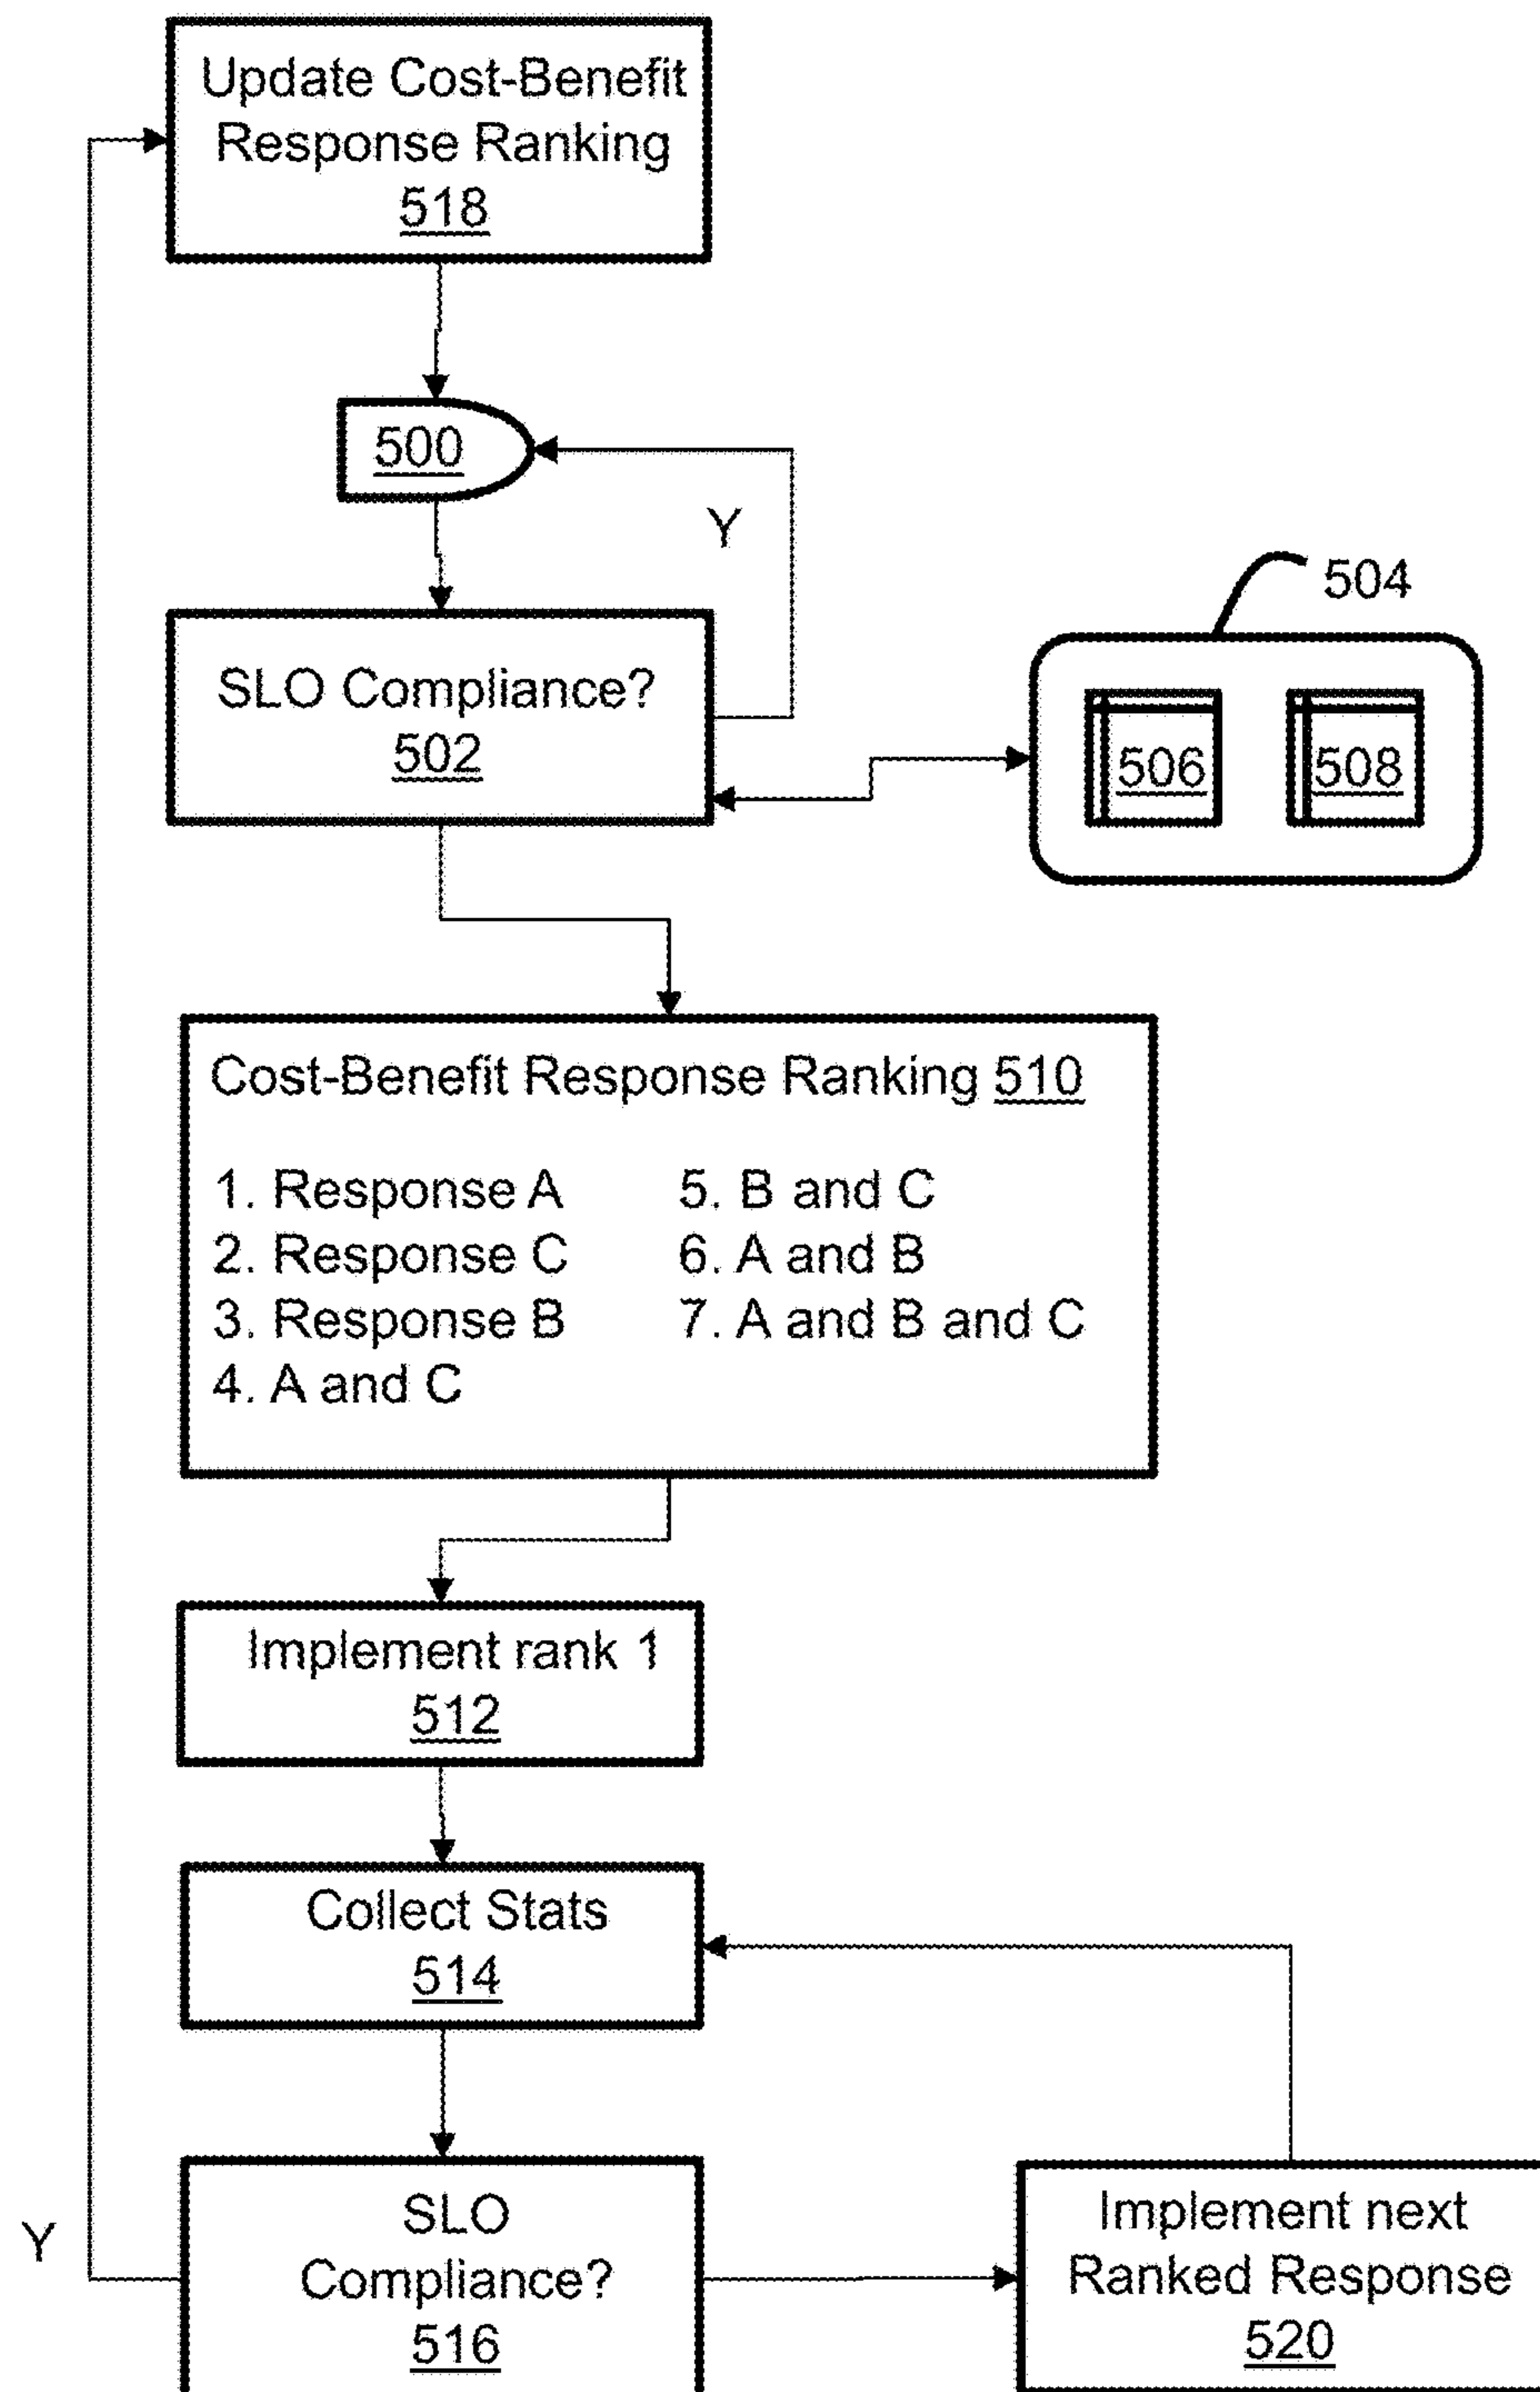 Update Cost-Benefit
Response Ranking
518
500
Y
504
SLO Compliance?
502
506
508
Cost-Benefit Response Ranking 510
1. Response A
2. Response C
3. Response B
4. A and C
5. B and C
6. A and B
7. A and B and C
Implement rank 1
512
Collect Stats
514
Y
SLO
Compliance?
516
Implement next
Ranked Response
520